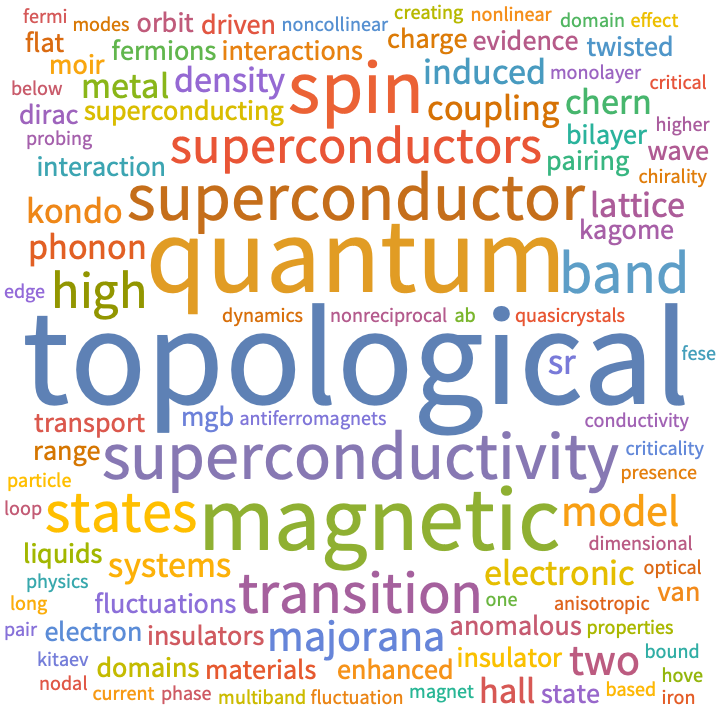 fermi modes orbit driven noncollinear creating nonlinear domain effect
flat moir fermions interactions charge evidence twisted
below metal density spin induced monolayer critical
dirac superconducting coupling chern
probing superconductors bilayer higher
interaction pairing wave
kondo superconductor lattice chirality
phonon quantum kagome
edge high band
dynamics nonreciprocal ab quasicrystals
topological sr fese
transport mgb antiferromagnets conductivity
range superconductivity criticality
particle presence
loop states magnetic model
liquids dimensional
physics systems electronic optical
long fluctuations transition one anisotropic van
pair electron insulators majorana anomalous properties
kitaev domains materials enhanced insulator two bound
nodal current phase multiband fluctuation magnet hall state based hove
iron